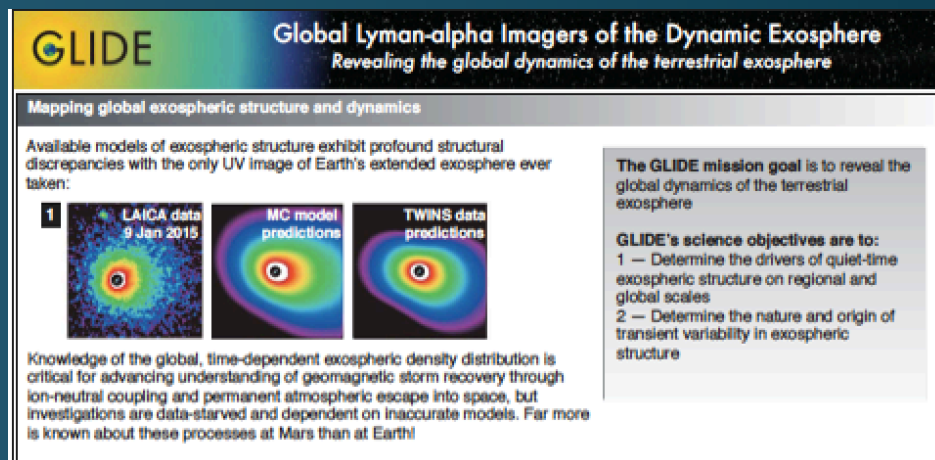 GLIDE
Global Lyman-alpha Imagers of the Dynamic Exosphere
Revealing the global dynamics of the terrestrial exosphere
Mapping global exospheric structure and dynamics
Available models of exospheric structure exhibit profound structural
discrepancies with the only UV image of Earth's extended exosphere ever
taken:
1
LAICA data
9 Jan 2015
MC model
predictions
TWINS data
predictions
Knowledge of the global, time-dependent exospheric density distribution is
critical for advancing understanding of geomagnetic storm recovery through
ion-neutral coupling and permanent atmospheric escape into space, but
investigations are data-starved and dependent on inaccurate models. Far more
is known about these processes at Mars than at Earth!
The GLIDE mission goal is to reveal the
global dynamics of the terrestrial
exosphere
GLIDE's science objectives are to:
1 — Determine the drivers of quiet-time
exospheric structure on regional and
global scales
2 — Determine the nature and origin of
transient variability in exospheric
structure